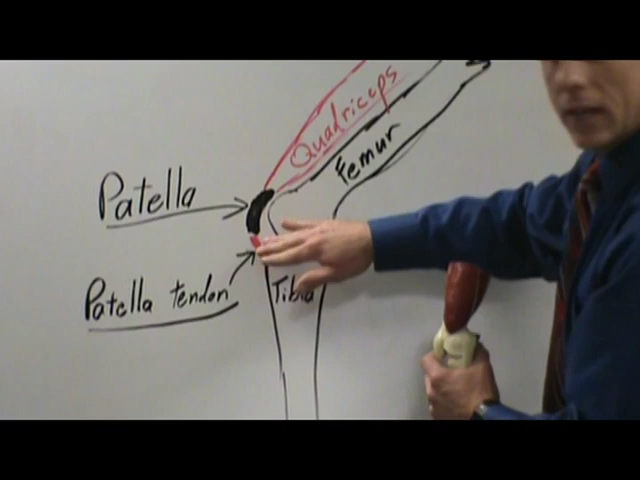 Quadriceps
Femur
Patella
Patella tendon
Tibia